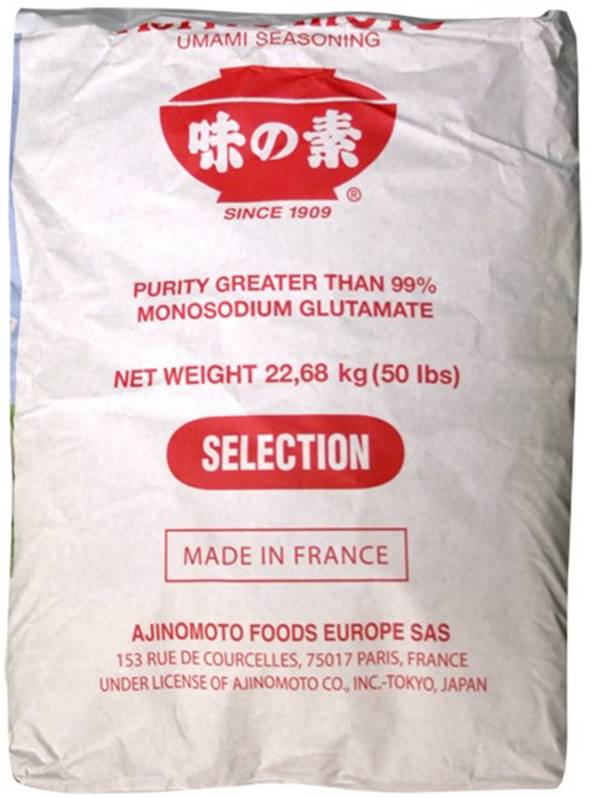 UMAMI SEASONING
味の素
®
SINCE 1909
PURITY GREATER THAN 99%
MONOSODIUM GLUTAMATE
NET WEIGHT 22,68 kg (50 lbs)
SELECTION
MADE IN FRANCE
AJINOMOTO FOODS EUROPE SAS
153 RUE DE COURCELLES, 75017 PARIS, FRANCE
UNDER LICENSE OF AJINOMOTO CO., INC.-TOKYO, JAPAN